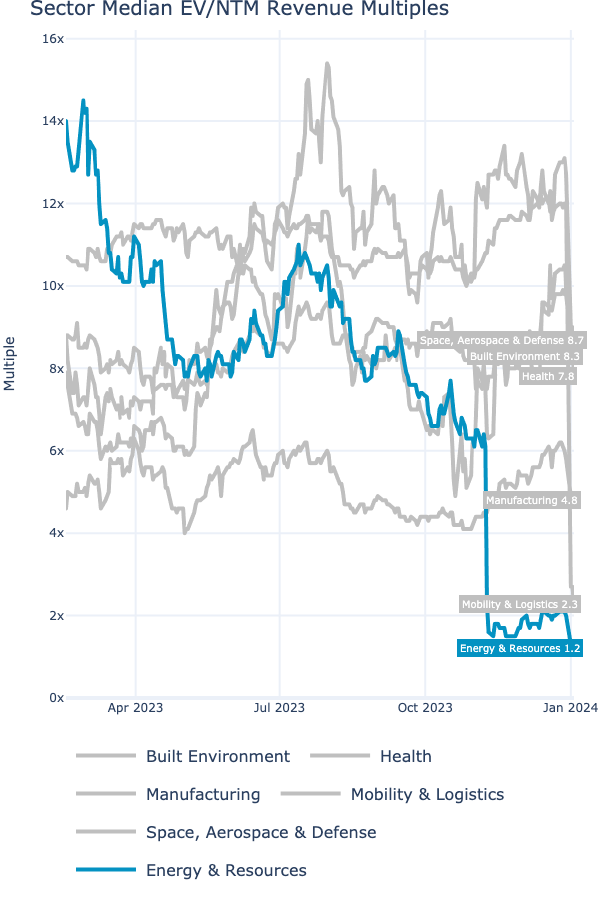 Sector Median EV/NTM Revenue Multiples
16x
14x
12x
10x
8x
6x
4x
2x
0x
Multiple
Space, Aerospace & Defense 8.7
Built Environment 8.3
Health 7.8
Manufacturing 4.8
Mobility & Logistics 2.3
Energy & Resources 1.2
Apr 2023 Jul 2023 Oct 2023 Jan 2024
Built Environment Health
Manufacturing Mobility & Logistics
Space, Aerospace & Defense
Energy & Resources